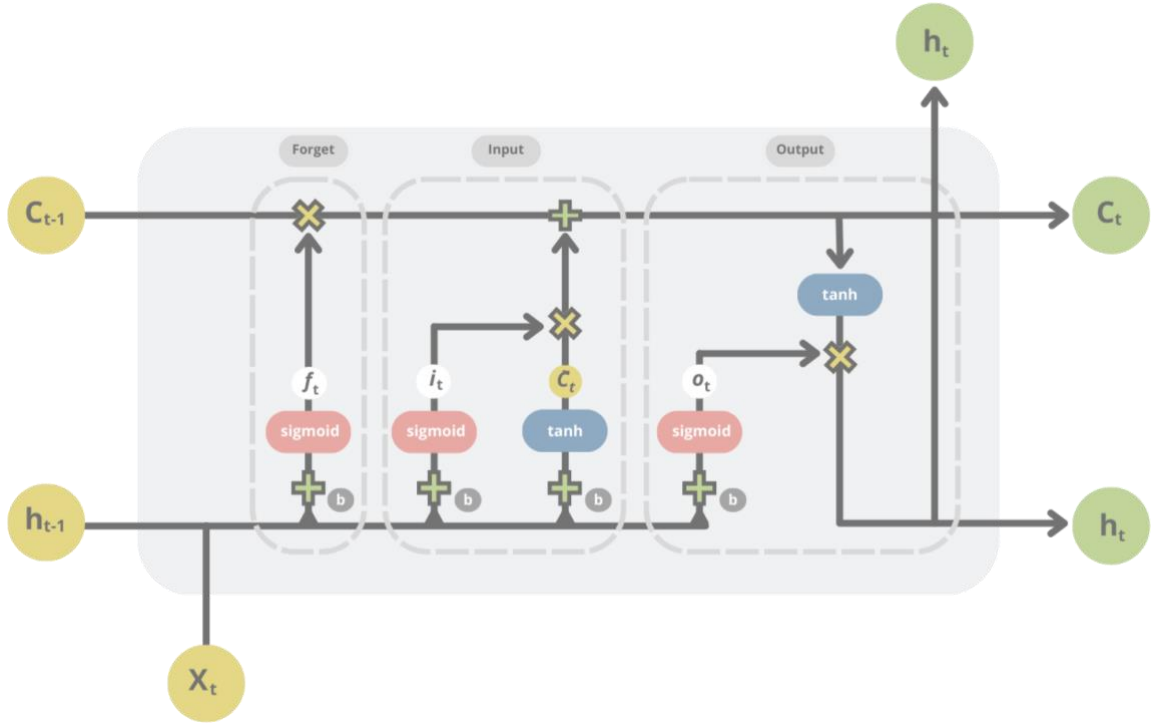 h_t
Forget
Input
Output
C_t-1
C_t
tanh
f_t
i_t
C̃_t
o_t
sigmoid
sigmoid
tanh
sigmoid
b
b
b
b
h_t-1
h_t
X_t